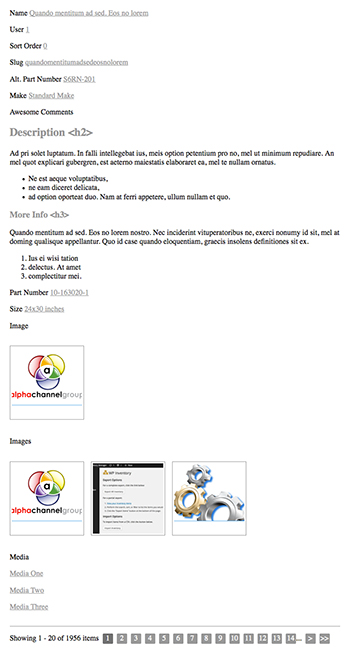 Name Quando mentitum ad sed. Eos no lorem
User 1
Sort Order 0
Slug quandomentitumadsedeosnolorem
Alt. Part Number S6RN-201
Make Standard Make
Awesome Comments
Description <h2>
Ad pri solet luptatum. In falli intellegebat ius, meis option petentium pro no, mel ut minimum repudiare. An
mel quot explicari gubergren, est aeterno maiestatis elaboraret ea, mel te nullam ornatus.
• Ne est aeque voluptatibus,
• ne eam diceret delicata,
• ad option oporteat duo. Nam at ferri appetere, ullum nullam et quo.
More Info <h3>
Quando mentitum ad sed. Eos no lorem nostro. Nec inciderint vituperatoribus ne, exerci nonumy id sit, mel at
doming qualisque appellantur. Quo id case quando eloquentiam, graecis insolens definitiones sit ex.
1. Ius ei wisi tation
2. delectus. At amet
3. complectitur mei.
Part Number 10-163020-1
Size 24x30 inches
Image
a
alphachannelgroup
Images
a
alphachannelgroup
WP Inventory
Export Options
Import Options
Media
Media One
Media Two
Media Three
Showing 1 - 20 of 1956 items 1 2 3 4 5 6 7 8 9 10 11 12 13 14 ... > >>